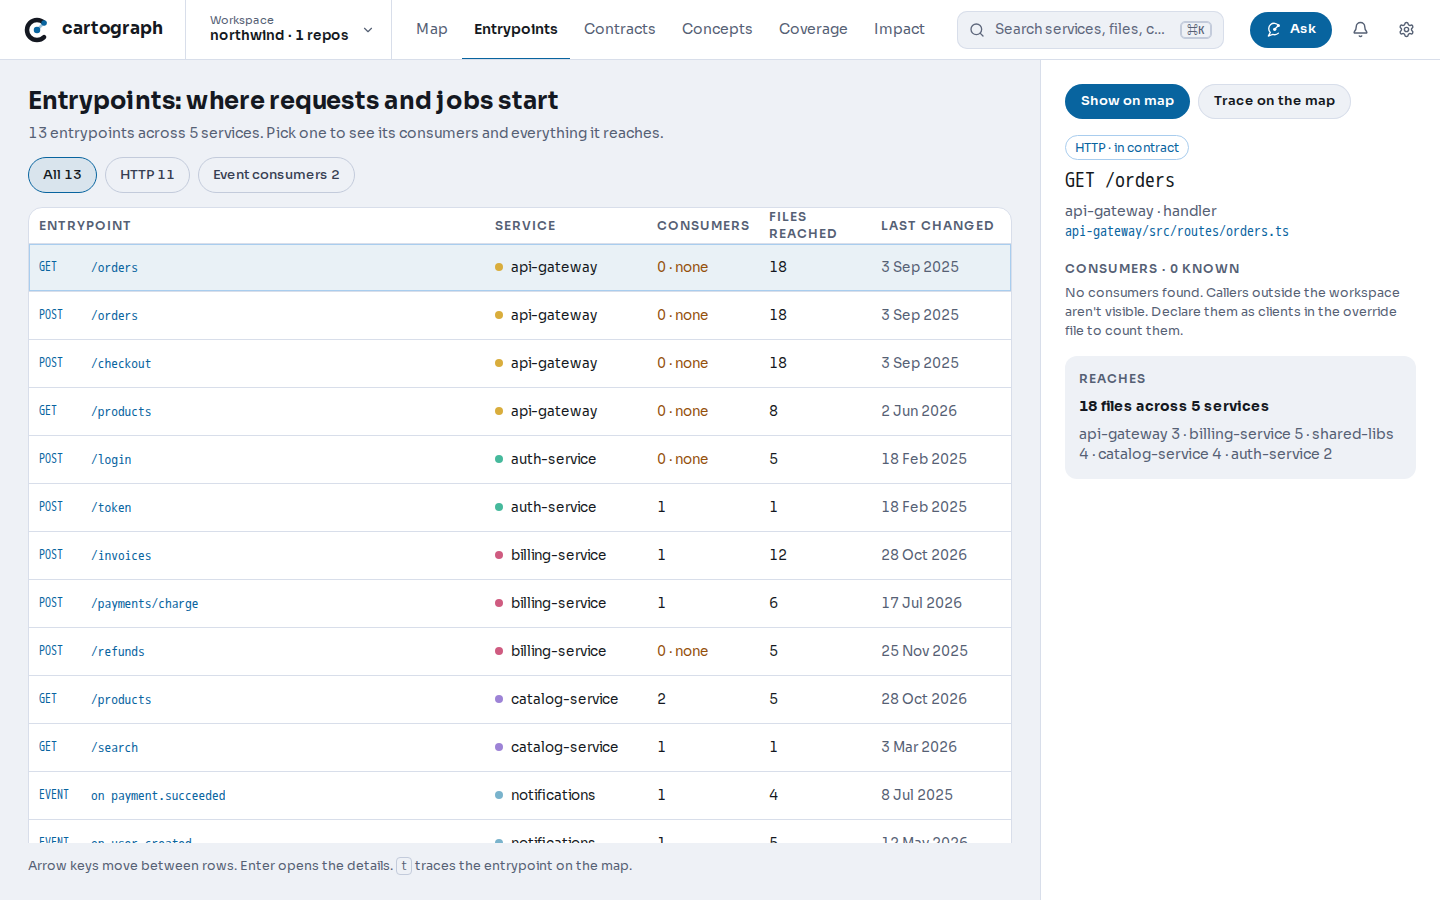 cartograph
Workspace
northwind · 1 repos
Map
Entrypoints
Contracts
Concepts
Coverage
Impact
Search services, files, c...
⌘K
Ask
Entrypoints: where requests and jobs start
13 entrypoints across 5 services. Pick one to see its consumers and everything it reaches.
All 13
HTTP 11
Event consumers 2
ENTRYPOINT SERVICE CONSUMERS FILES REACHED LAST CHANGED
GET /orders api-gateway 0 · none 18 3 Sep 2025
POST /orders api-gateway 0 · none 18 3 Sep 2025
POST /checkout api-gateway 0 · none 18 3 Sep 2025
GET /products api-gateway 0 · none 8 2 Jun 2026
POST /login auth-service 0 · none 5 18 Feb 2025
POST /token auth-service 1 1 18 Feb 2025
POST /invoices billing-service 1 12 28 Oct 2026
POST /payments/charge billing-service 1 6 17 Jul 2026
POST /refunds billing-service 0 · none 5 25 Nov 2025
GET /products catalog-service 2 5 28 Oct 2026
GET /search catalog-service 1 1 3 Mar 2026
EVENT on payment.succeeded notifications 1 4 8 Jul 2025
EVENT on user.created notifications 1 5 12 May 2026
Arrow keys move between rows. Enter opens the details. t traces the entrypoint on the map.
Show on map
Trace on the map
HTTP · in contract
GET /orders
api-gateway · handler
api-gateway/src/routes/orders.ts
CONSUMERS · 0 KNOWN
No consumers found. Callers outside the workspace
aren't visible. Declare them as clients in the override
file to count them.
REACHES
18 files across 5 services
api-gateway 3 · billing-service 5 · shared-libs
4 · catalog-service 4 · auth-service 2